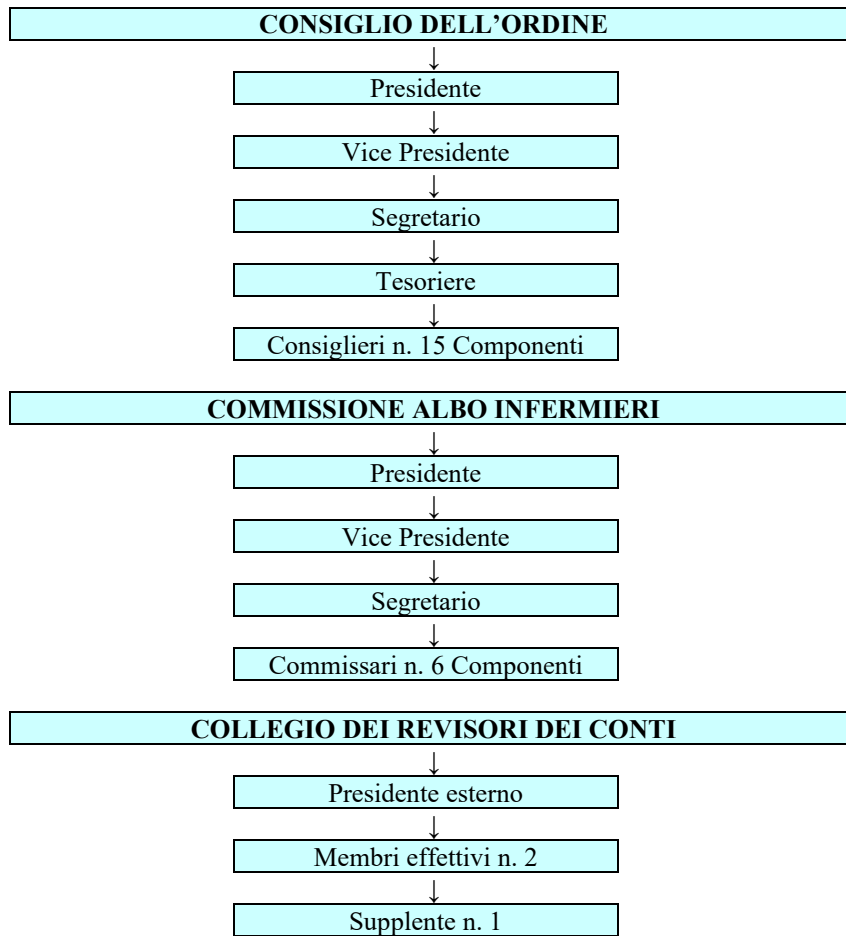 CONSIGLIO DELL’ORDINE
↓
Presidente
↓
Vice Presidente
↓
Segretario
↓
Tesoriere
↓
Consiglieri n. 15 Componenti
COMMISSIONE ALBO INFERMIERI
↓
Presidente
↓
Vice Presidente
↓
Segretario
↓
Commissari n. 6 Componenti
COLLEGIO DEI REVISORI DEI CONTI
↓
Presidente esterno
↓
Membri effettivi n. 2
↓
Supplente n. 1